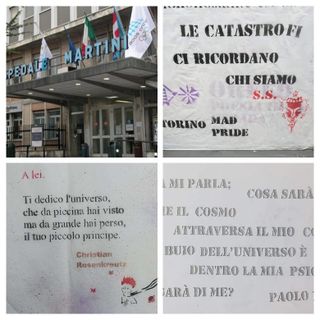 OSPEDALE MARTINI
LE CATASTROFI
CI RICORDANO
CHI SIAMO
S.S.
TORINO MAD
PRIDE
A lei.
Ti dedico l'universo,
che da piccina hai visto
ma da grande hai perso,
il tuo piccolo principe.
Christian
Rosenkreutz
A MI PARLA;
COSA SARÀ
E IL COSMO
ATTRAVERSA IL MIO CO
BUIO DELL'UNIVERSO È
DENTRO LA MIA PSI
SARÀ DI ME?
PAOLO